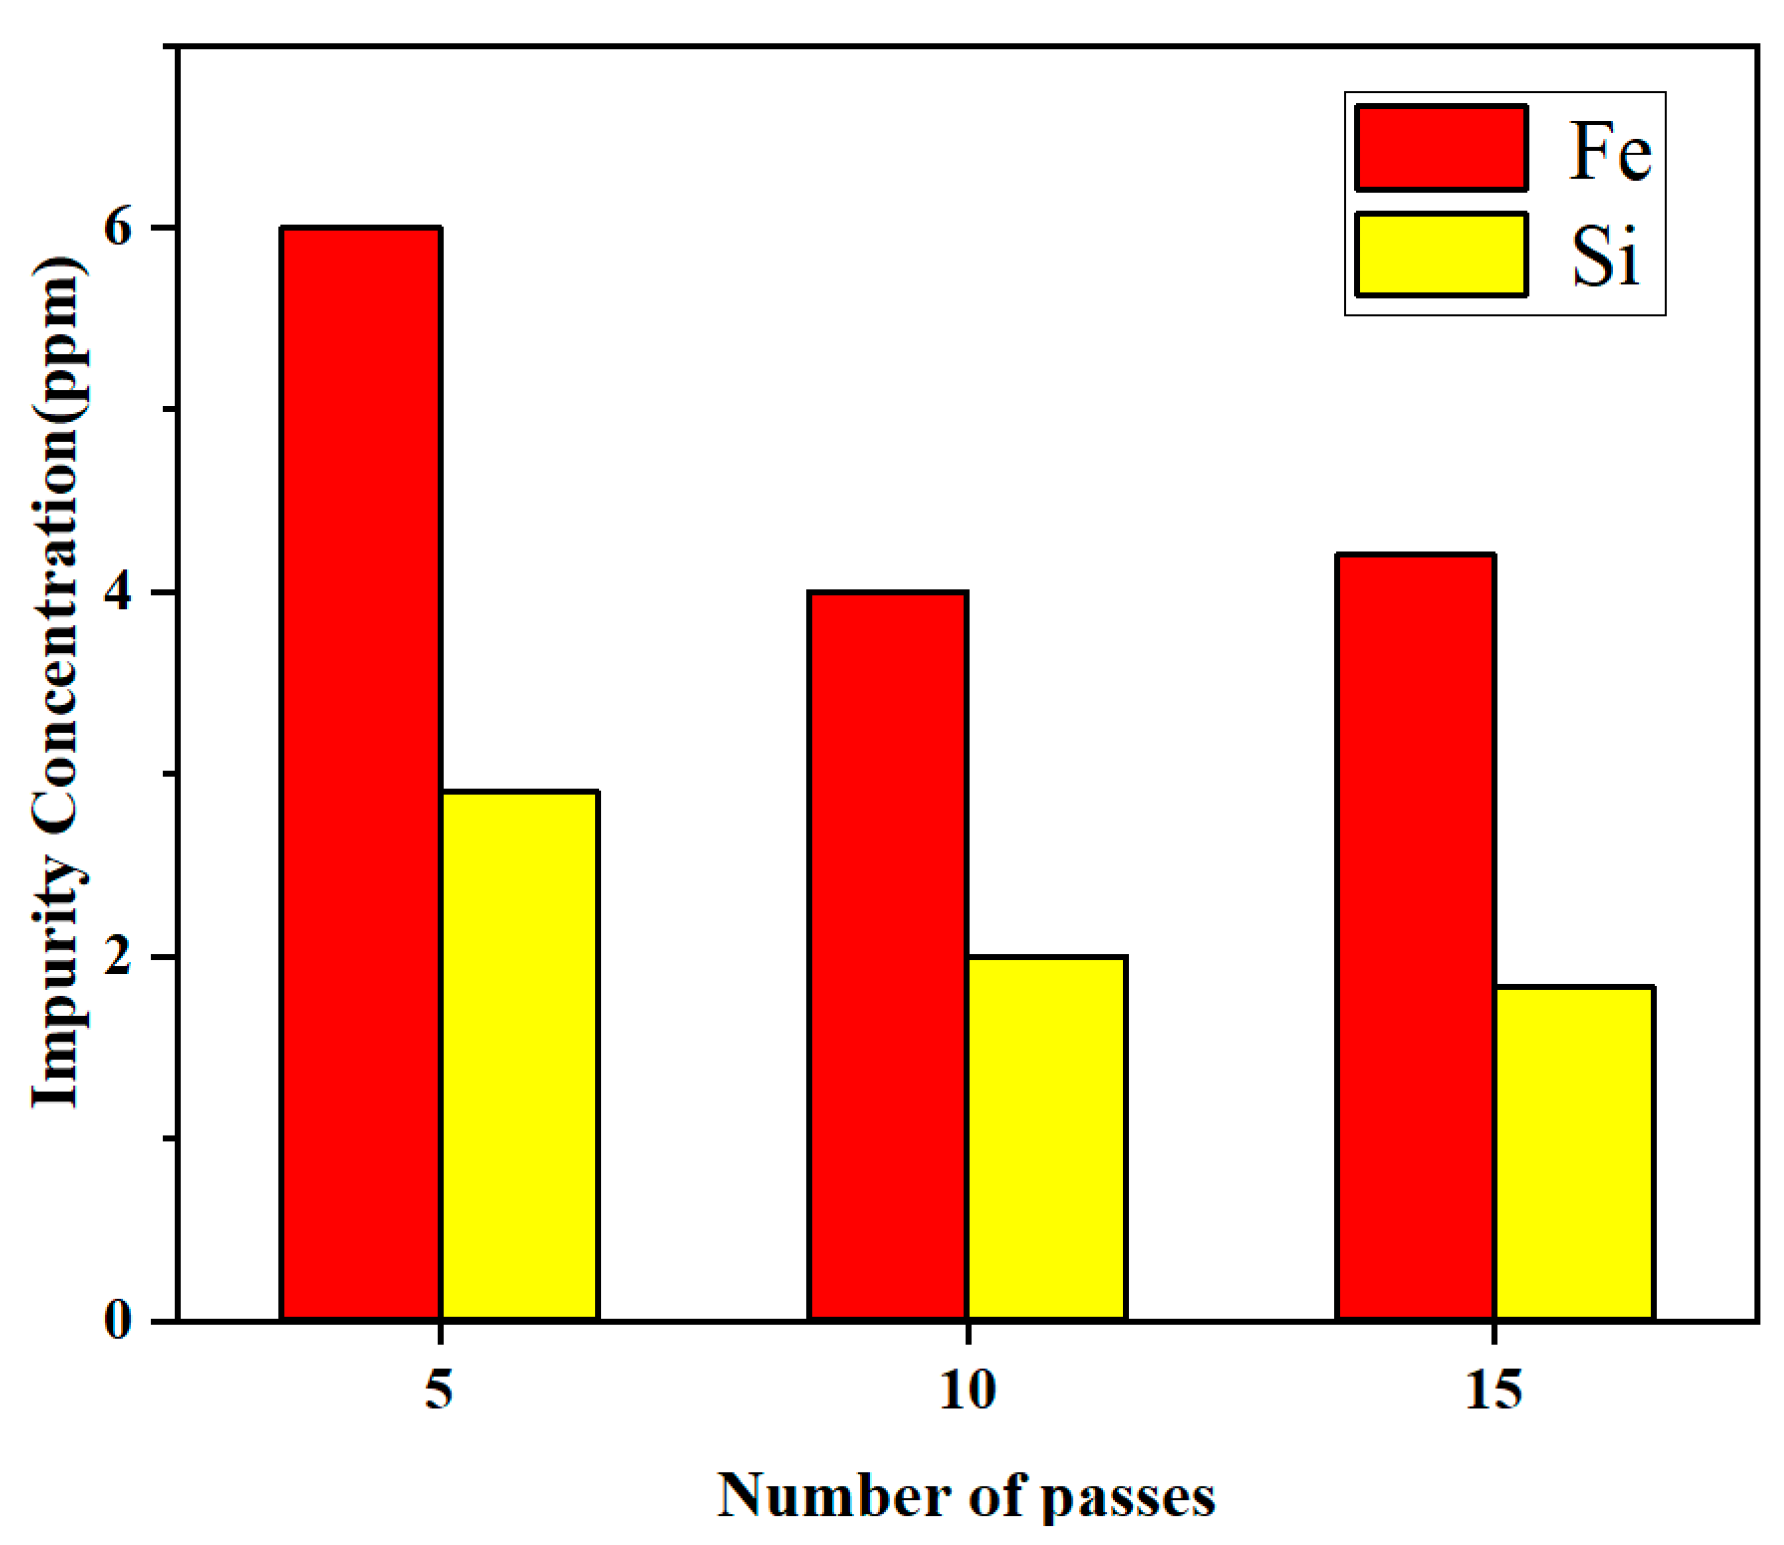 Fe
Si
6
4
2
0
Impurity Concentration(ppm)
5 10 15
Number of passes